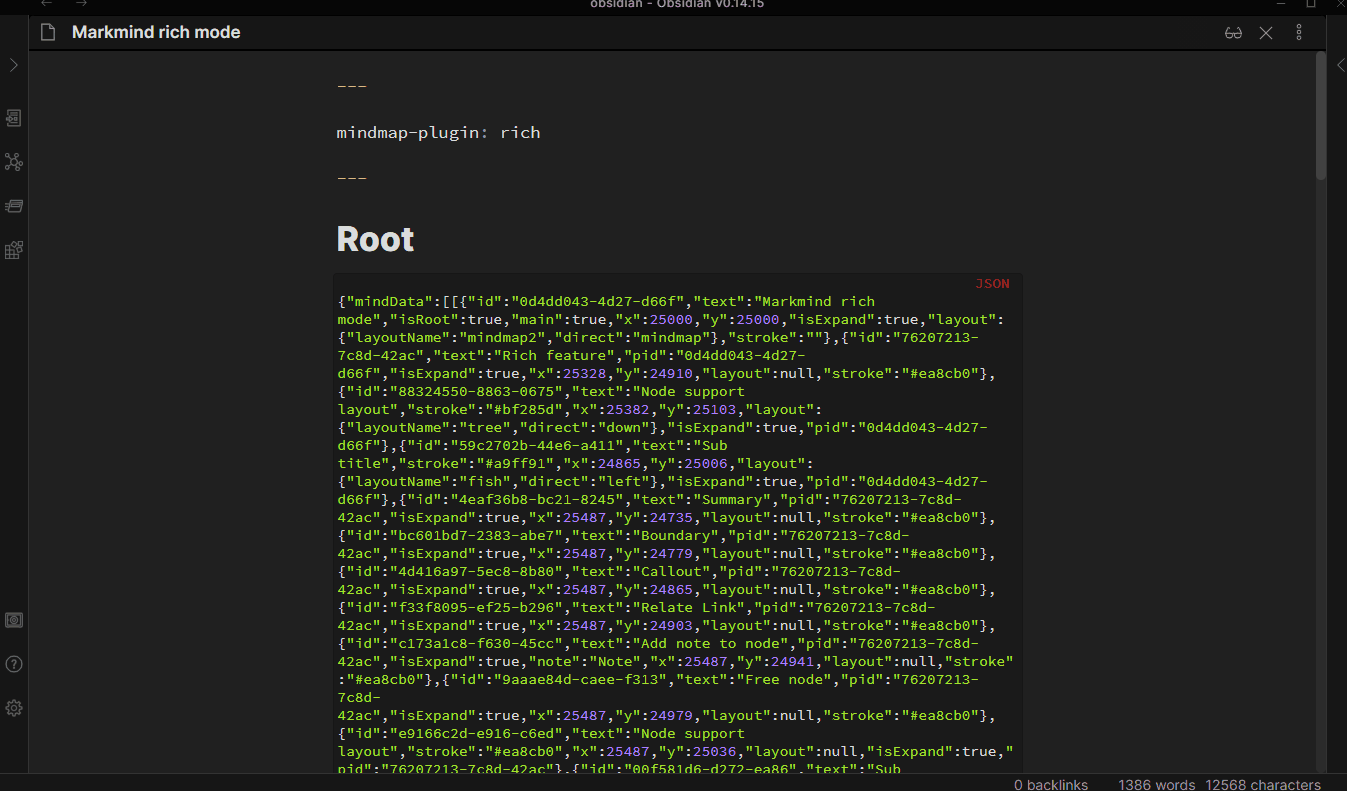 obsidian - Obsidian v0.14.15
Markmind rich mode
---
mindmap-plugin: rich
---
Root
JSON
{"mindData":[[{"id":"0d4dd043-4d27-d66f","text":"Markmind rich
mode","isRoot":true,"main":true,"x":25000,"y":25000,"isExpand":true,"layout":
{"layoutName":"mindmap2","direct":"mindmap"},"stroke":""},{"id":"76207213-
7c8d-42ac","text":"Rich feature","pid":"0d4dd043-4d27-
d66f","isExpand":true,"x":25328,"y":24910,"layout":null,"stroke":"#ea8cb0"},
{"id":"88324550-8863-0675","text":"Node support
layout","stroke":"#bf285d","x":25382,"y":25103,"layout":
{"layoutName":"tree","direct":"down"},"isExpand":true,"pid":"0d4dd043-4d27-
d66f"},{"id":"59c2702b-44e6-a411","text":"Sub
title","stroke":"#a9ff91","x":24865,"y":25006,"layout":
{"layoutName":"fish","direct":"left"},"isExpand":true,"pid":"0d4dd043-4d27-
d66f"},{"id":"4eaf36b8-bc21-8245","text":"Summary","pid":"76207213-7c8d-
42ac","isExpand":true,"x":25487,"y":24735,"layout":null,"stroke":"#ea8cb0"},
{"id":"bc601bd7-2383-abe7","text":"Boundary","pid":"76207213-7c8d-
42ac","isExpand":true,"x":25487,"y":24779,"layout":null,"stroke":"#ea8cb0"},
{"id":"4d416a97-5ec8-8b80","text":"Callout","pid":"76207213-7c8d-
42ac","isExpand":true,"x":25487,"y":24865,"layout":null,"stroke":"#ea8cb0"},
{"id":"f33f8095-ef25-b296","text":"Relate Link","pid":"76207213-7c8d-
42ac","isExpand":true,"x":25487,"y":24903,"layout":null,"stroke":"#ea8cb0"},
{"id":"c173a1c8-f630-45cc","text":"Add note to node","pid":"76207213-7c8d-
42ac","isExpand":true,"note":"Note","x":25487,"y":24941,"layout":null,"stroke"
:"#ea8cb0"},{"id":"9aaae84d-caee-f313","text":"Free node","pid":"76207213-
7c8d-
42ac","isExpand":true,"x":25487,"y":24979,"layout":null,"stroke":"#ea8cb0"},
{"id":"e9166c2d-e916-c6ed","text":"Node support
layout","stroke":"#ea8cb0","x":25487,"y":25036,"layout":null,"isExpand":true,"
pid":"76207213-7c8d-42ac"},{"id":"00f581d6-d272-ea86","text":"Sub
0 backlinks 1386 words 12568 characters